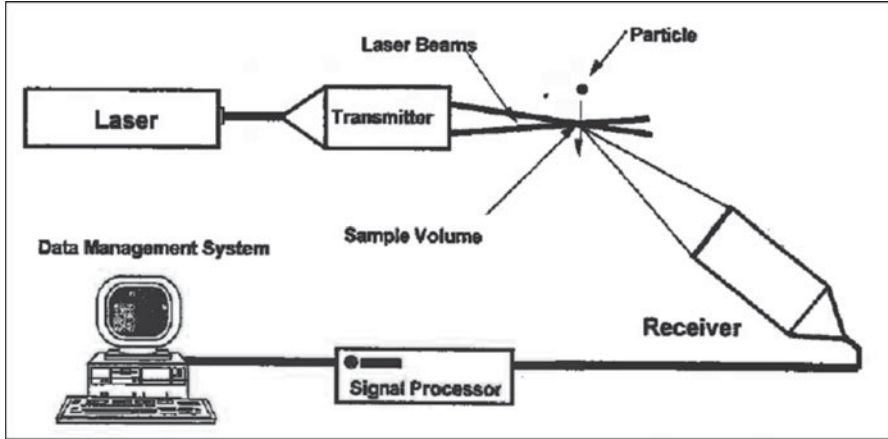 Particle
Laser Beams
Laser
Transmitter
Sample Volume
Data Management System
Receiver
Signal Processor